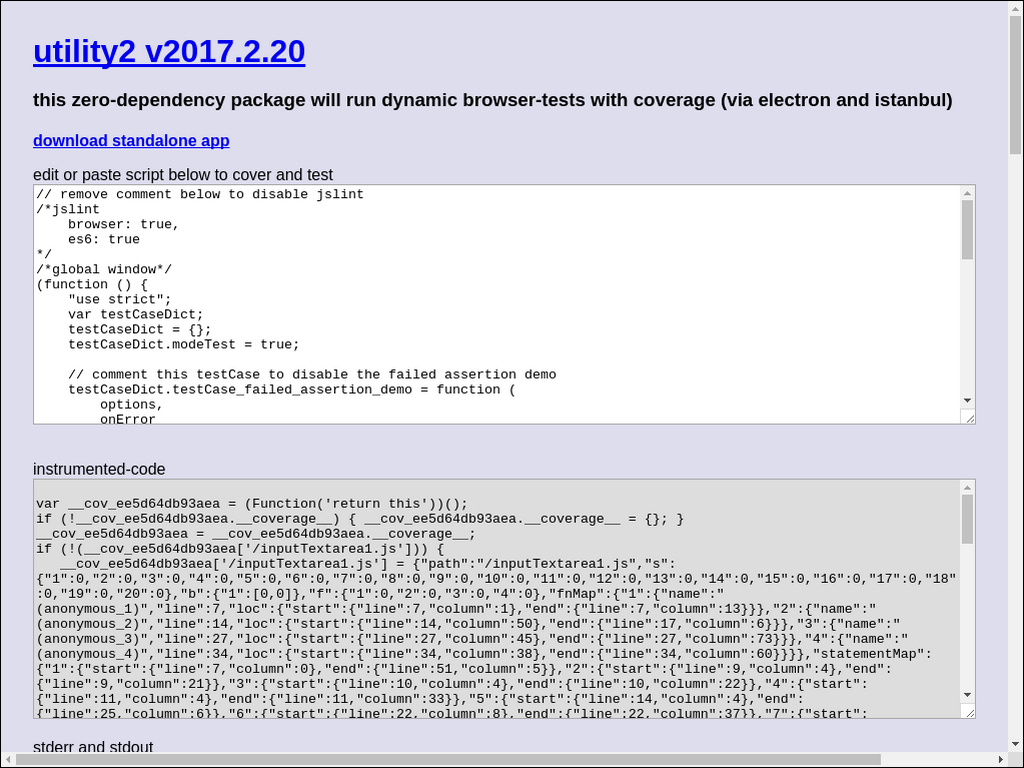 utility2 v2017.2.20
this zero-dependency package will run dynamic browser-tests with coverage (via electron and istanbul)
download standalone app
edit or paste script below to cover and test
// remove comment below to disable jslint
/*jslint
    browser: true,
    es6: true
*/
/*global window*/
(function () {
    "use strict";
    var testCaseDict;
    testCaseDict = {};
    testCaseDict.modeTest = true;

    // comment this testCase to disable the failed assertion demo
    testCaseDict.testCase_failed_assertion_demo = function (
        options,
        onError
instrumented-code
var __cov_ee5d64db93aea = (Function('return this'))();
if (!__cov_ee5d64db93aea.__coverage__) { __cov_ee5d64db93aea.__coverage__ = {}; }
__cov_ee5d64db93aea = __cov_ee5d64db93aea.__coverage__;
if (!(__cov_ee5d64db93aea['/inputTextarea1.js'])) {
   __cov_ee5d64db93aea['/inputTextarea1.js'] = {"path":"/inputTextarea1.js","s":
{"1":0,"2":0,"3":0,"4":0,"5":0,"6":0,"7":0,"8":0,"9":0,"10":0,"11":0,"12":0,"13":0,"14":0,"15":0,"16":0,"17":0,"18"
:0,"19":0,"20":0},"b":{"1":[0,0]},"f":{"1":0,"2":0,"3":0,"4":0},"fnMap":{"1":{"name":"
(anonymous_1)","line":7,"loc":{"start":{"line":7,"column":1},"end":{"line":7,"column":13}}},"2":{"name":"
(anonymous_2)","line":14,"loc":{"start":{"line":14,"column":50},"end":{"line":17,"column":6}}},"3":{"name":"
(anonymous_3)","line":27,"loc":{"start":{"line":27,"column":45},"end":{"line":27,"column":73}}},"4":{"name":"
(anonymous_4)","line":34,"loc":{"start":{"line":34,"column":38},"end":{"line":34,"column":60}}}},"statementMap":
{"1":{"start":{"line":7,"column":0},"end":{"line":51,"column":5}},"2":{"start":{"line":9,"column":4},"end":
{"line":9,"column":21}},"3":{"start":{"line":10,"column":4},"end":{"line":10,"column":22}},"4":{"start":
{"line":11,"column":4},"end":{"line":11,"column":33}},"5":{"start":{"line":14,"column":4},"end":
{"line":25,"column":6}},"6":{"start":{"line":22,"column":8},"end":{"line":22,"column":37}},"7":{"start":
stderr and stdout